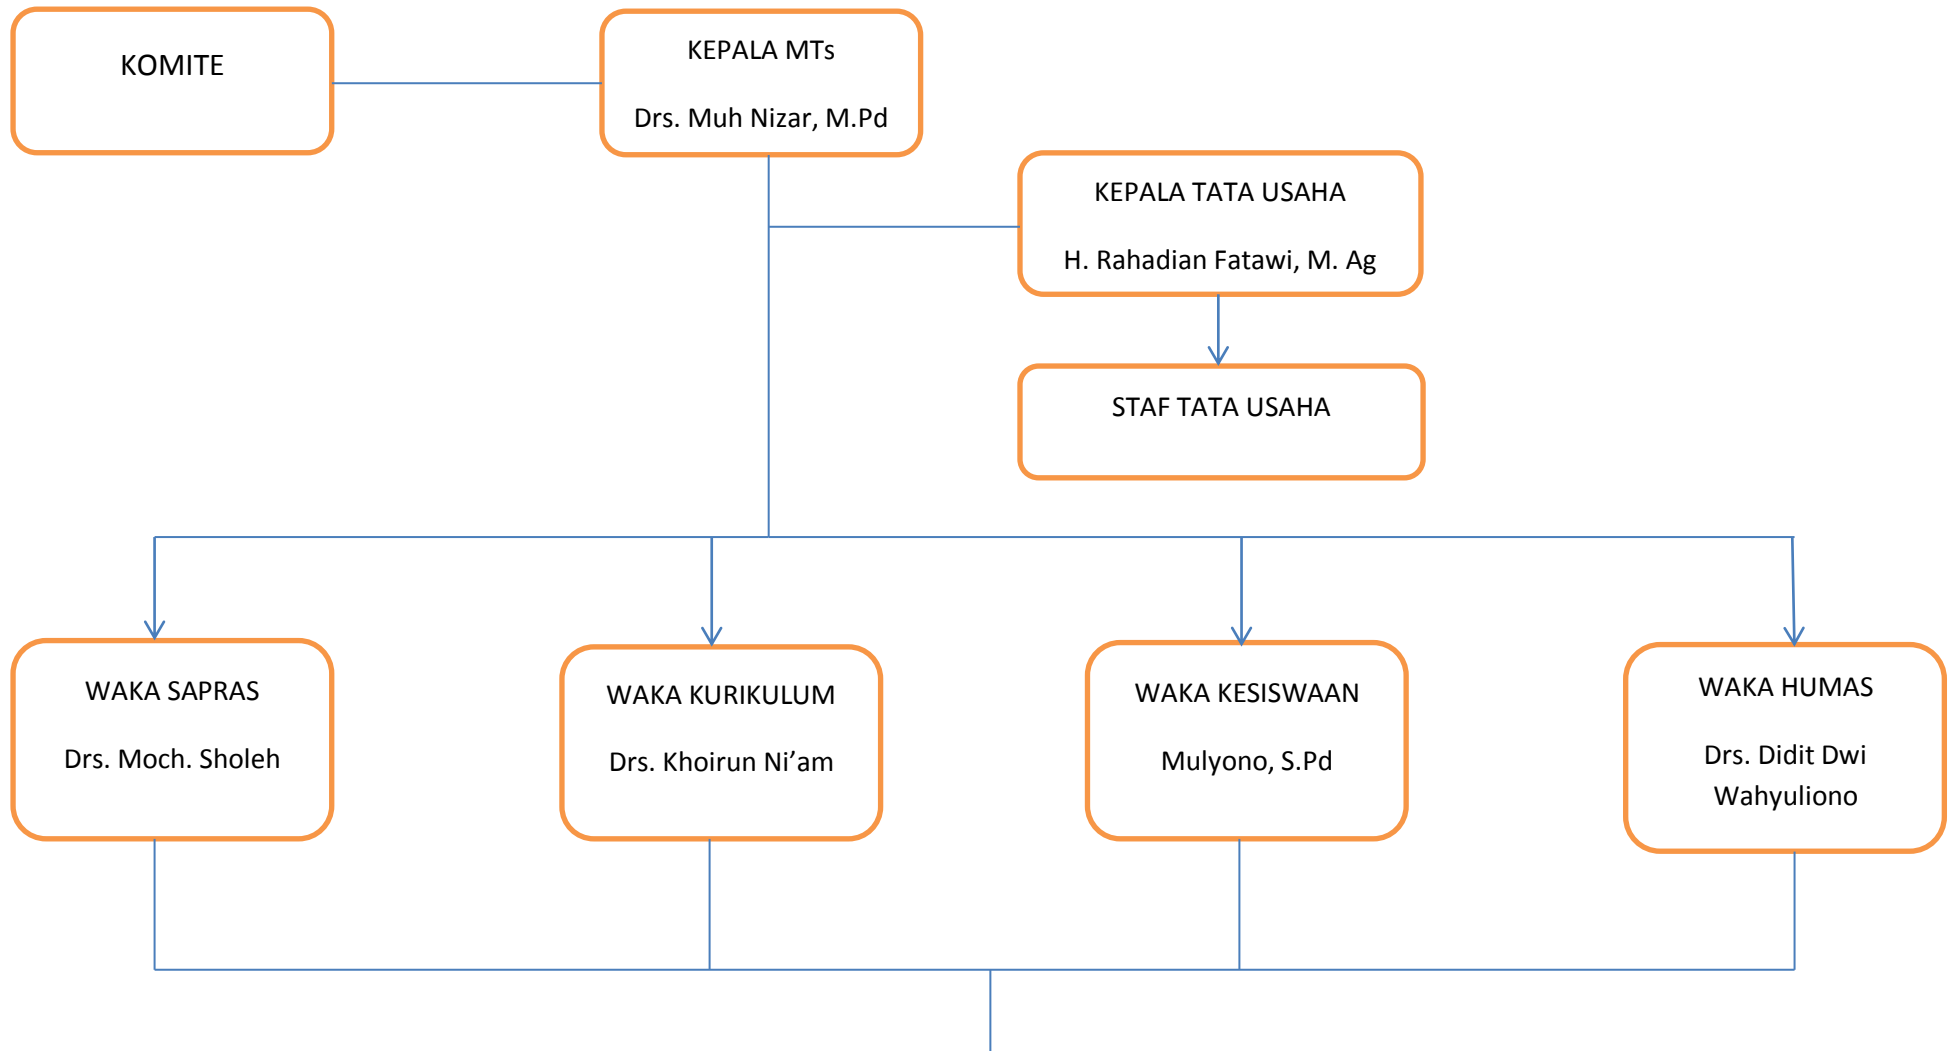 KOMITE
KEPALA MTs
Drs. Muh Nizar, M.Pd
KEPALA TATA USAHA
H. Rahadian Fatawi, M. Ag
STAF TATA USAHA
WAKA SAPRAS
Drs. Moch. Sholeh
WAKA KURIKULUM
Drs. Khoirun Ni’am
WAKA KESISWAAN
Mulyono, S.Pd
WAKA HUMAS
Drs. Didit Dwi
Wahyuliono